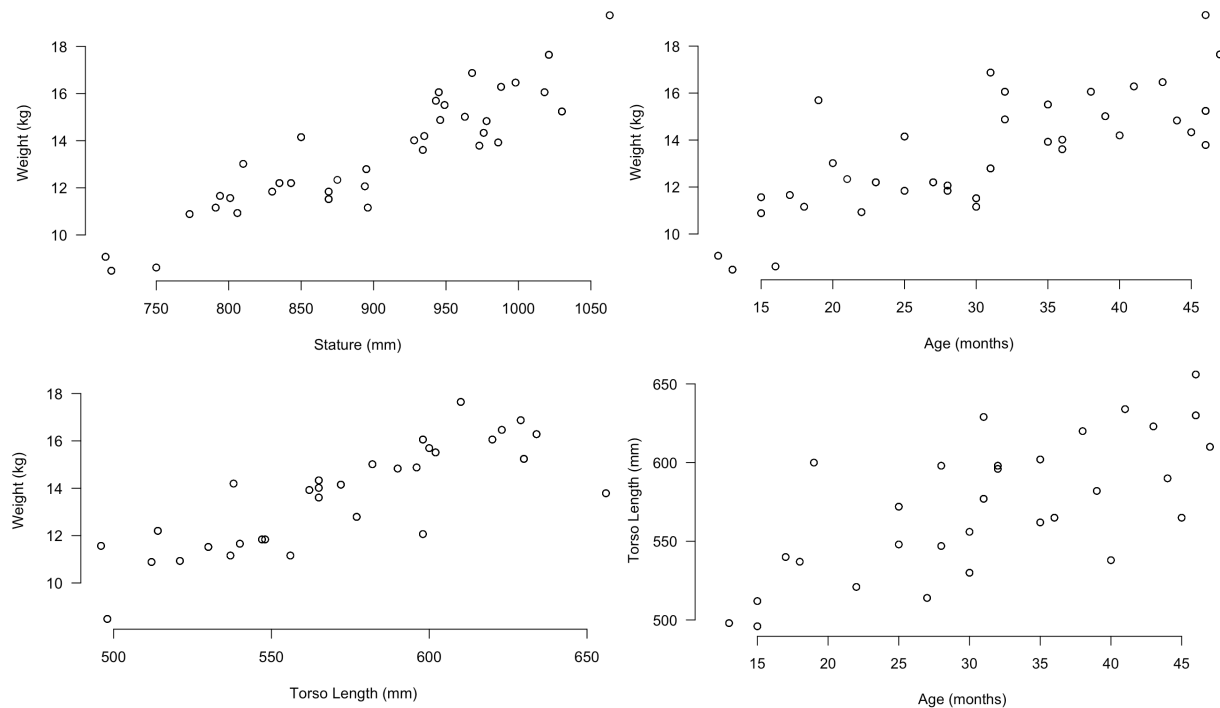 Weight (kg)
18
16
14
12
10
750 800 850 900 950 1000 1050
Stature (mm)
Weight (kg)
18
16
14
12
10
15 20 25 30 35 40 45
Age (months)
Weight (kg)
18
16
14
12
10
500 550 600 650
Torso Length (mm)
Torso Length (mm)
650
600
550
500
15 20 25 30 35 40 45
Age (months)